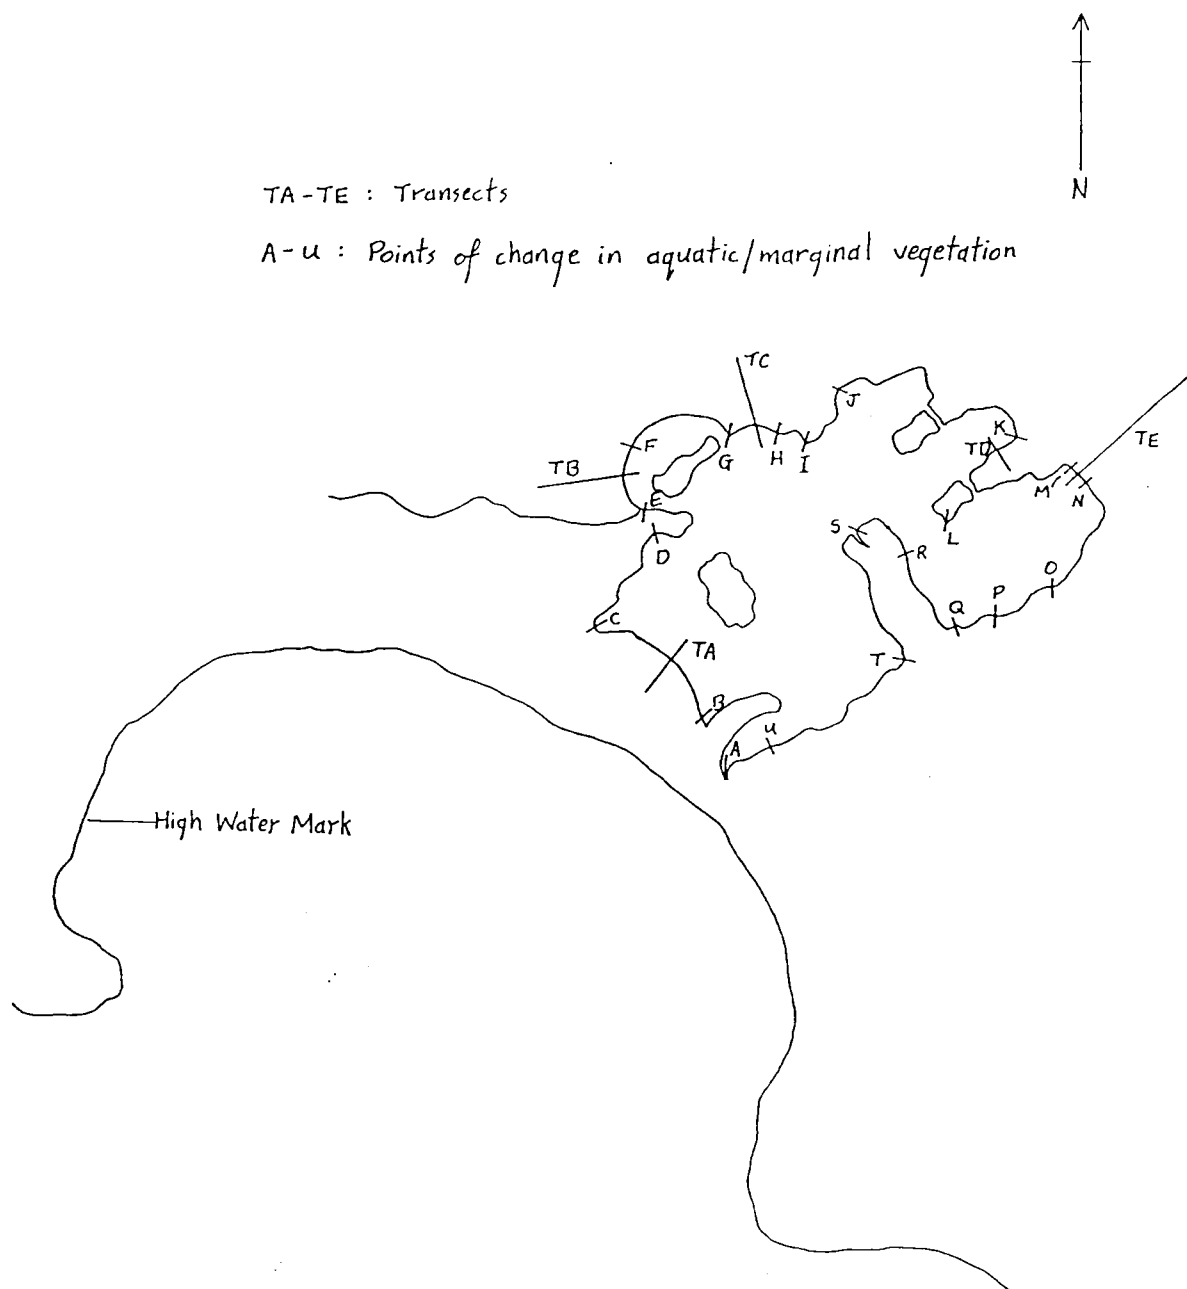 N
TA-TE : Transects
A-u : Points of change in aquatic/marginal vegetation
TC
J
F
G
H
I
K
TD
TE
TB
E
M'
N
D
S
R
L
C
Q
P
O
TA
T
B
A
u
High Water Mark